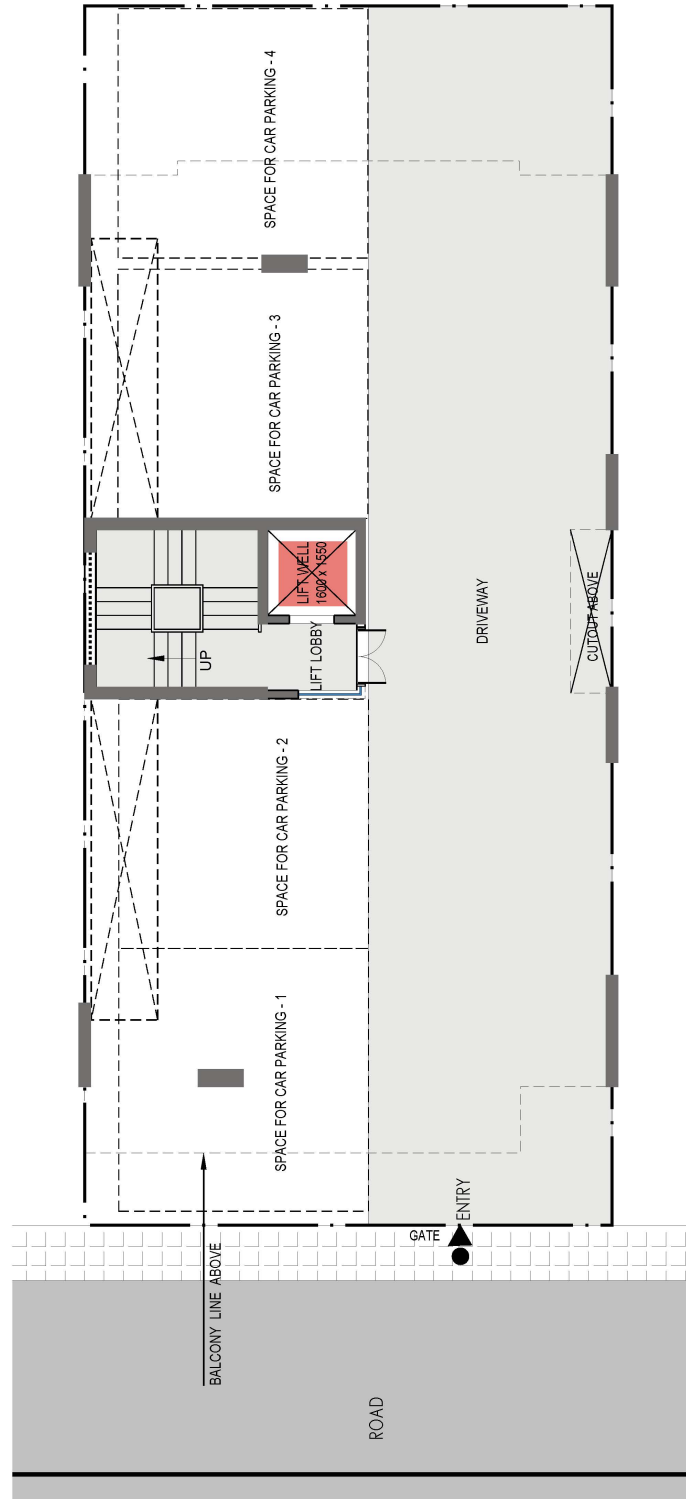 SPACE FOR CAR PARKING - 4
SPACE FOR CAR PARKING - 3
LIFT WELL
1600 X 1550
LIFT LOBBY
UP
DRIVEWAY
CUTOUT ABOVE
SPACE FOR CAR PARKING - 2
SPACE FOR CAR PARKING - 1
ENTRY
GATE
BALCONY LINE ABOVE
ROAD